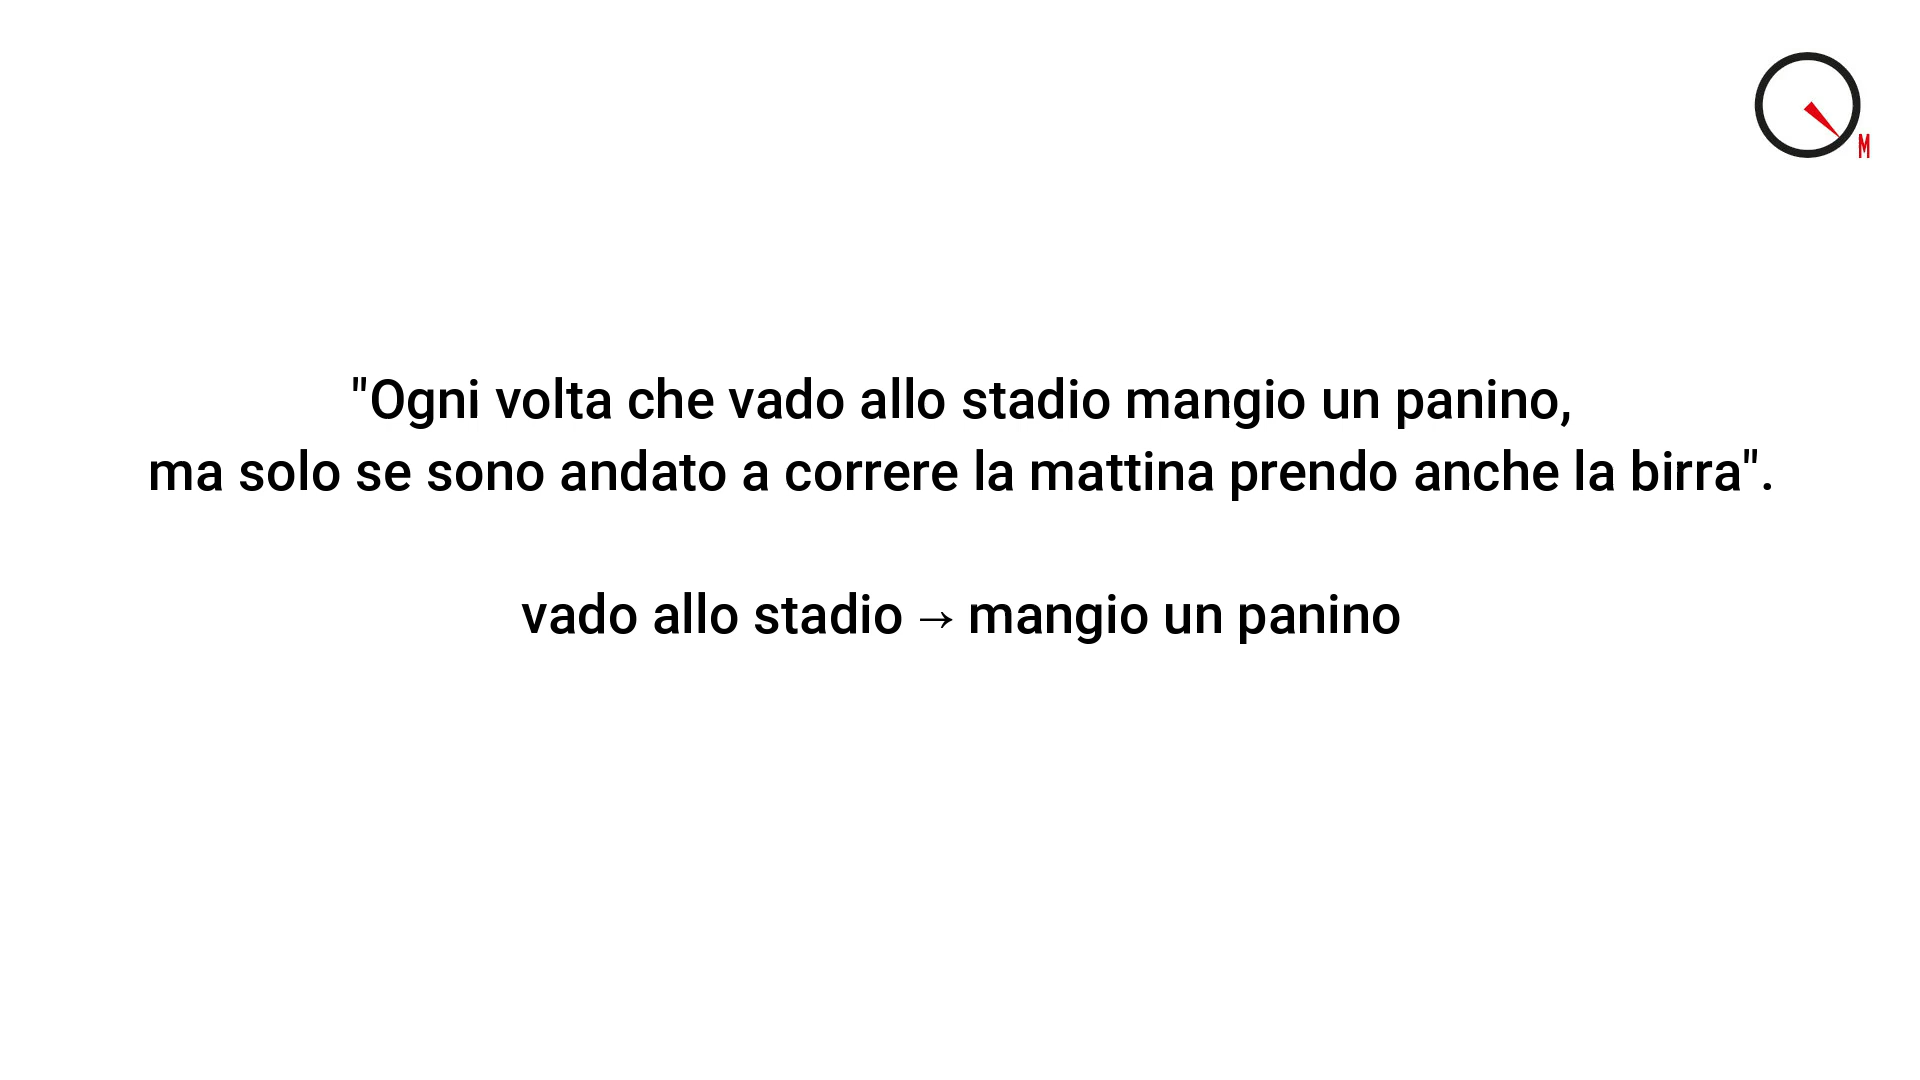 M
"Ogni volta che vado allo stadio mangio un panino,
ma solo se sono andato a correre la mattina prendo anche la birra".
vado allo stadio → mangio un panino